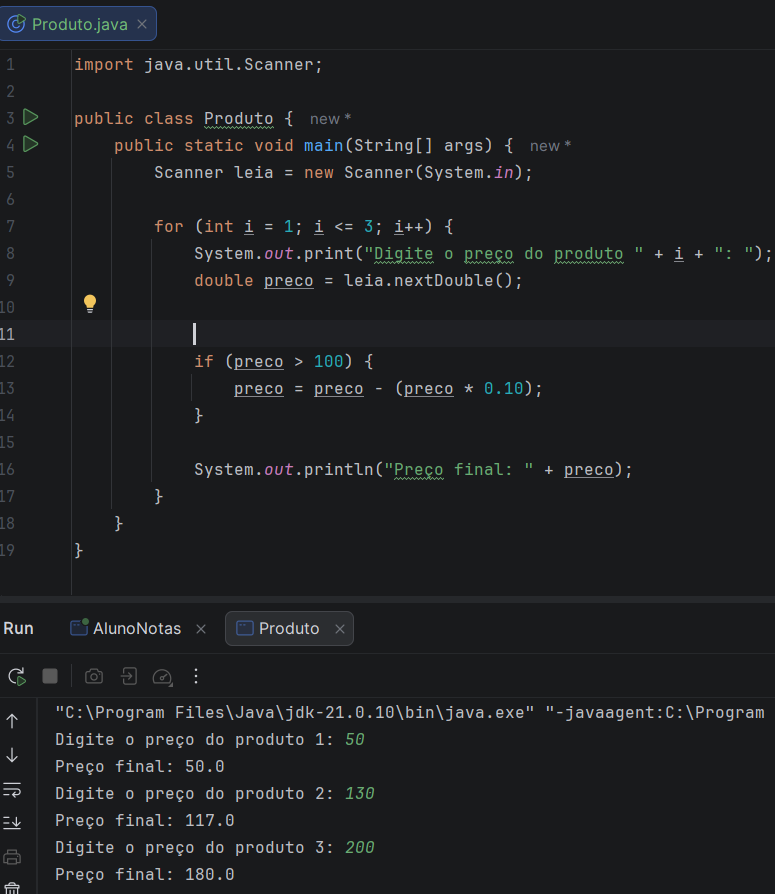 Produto.java
1 import java.util.Scanner;
2
3 public class Produto { new *
4 public static void main(String[] args) { new *
5 Scanner leia = new Scanner(System.in);
6
7 for (int i = 1; i <= 3; i++) {
8 System.out.print("Digite o preço do produto " + i + ": ");
9 double preco = leia.nextDouble();
10
11
12 if (preco > 100) {
13 preco = preco - (preco * 0.10);
14 }
15
16 System.out.println("Preço final: " + preco);
17 }
18 }
19 }
Run AlunoNotas Produto
"C:\Program Files\Java\jdk-21.0.10\bin\java.exe" "-javaagent:C:\Program
Digite o preço do produto 1: 50
Preço final: 50.0
Digite o preço do produto 2: 130
Preço final: 117.0
Digite o preço do produto 3: 200
Preço final: 180.0